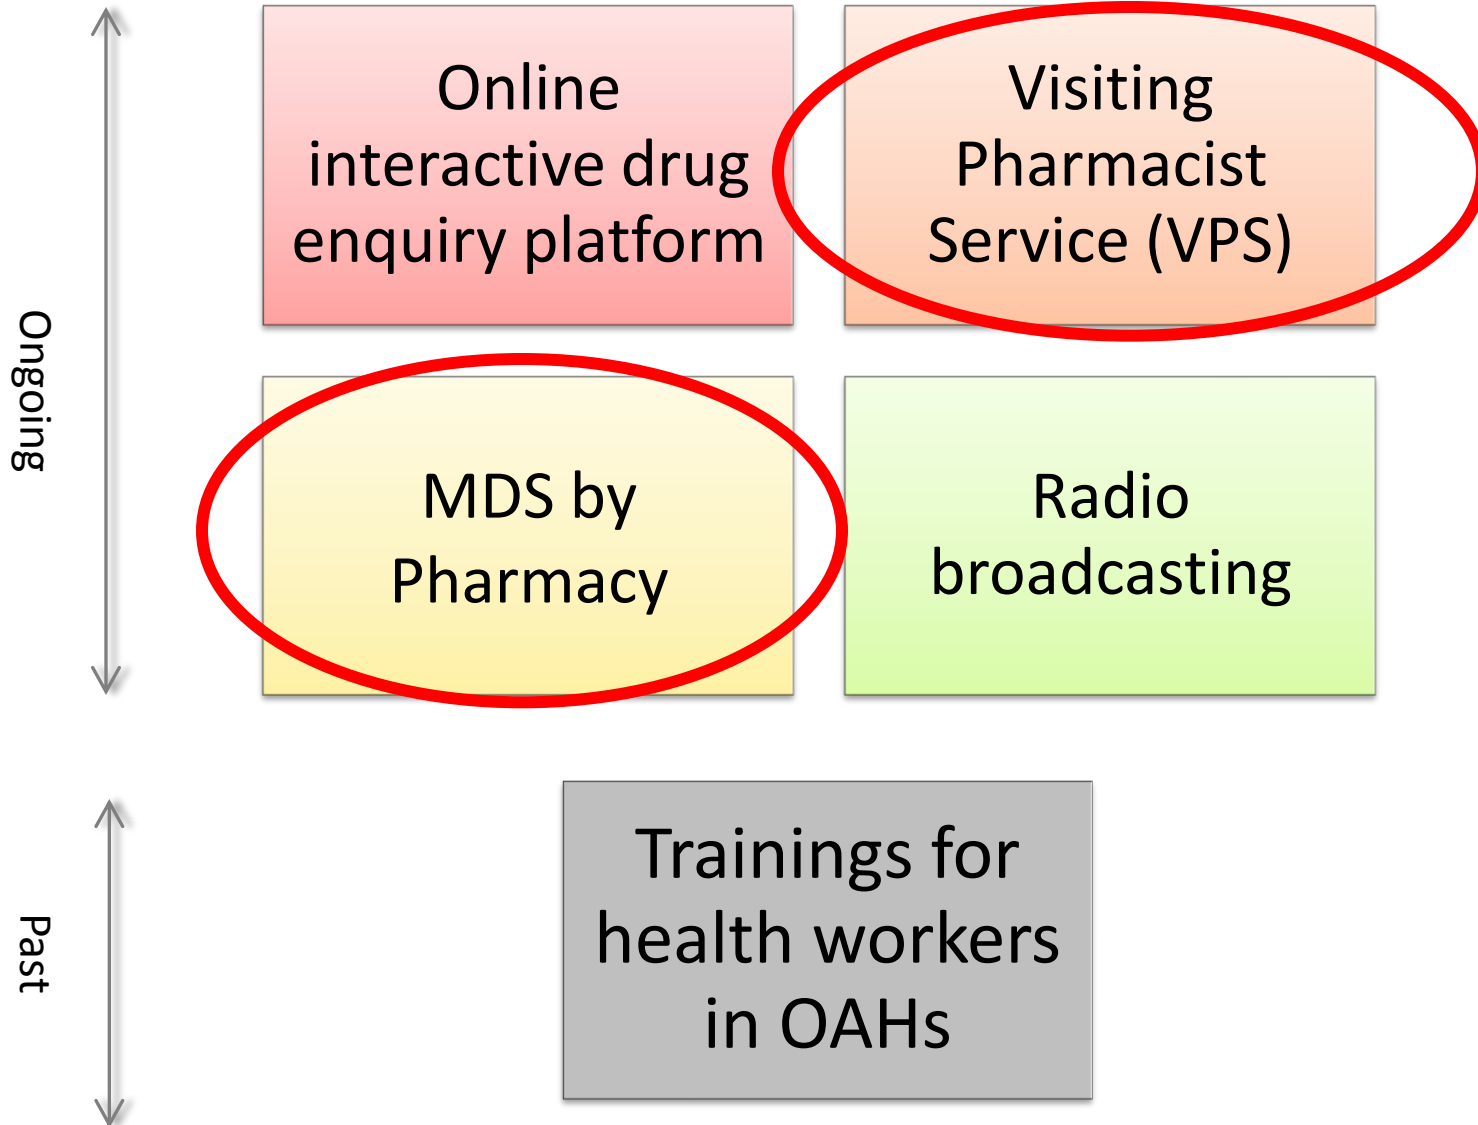 Ongoing
Online
interactive drug
enquiry platform
Visiting
Pharmacist
Service (VPS)
MDS by
Pharmacy
Radio
broadcasting
Past
Trainings for
health workers
in OAHs